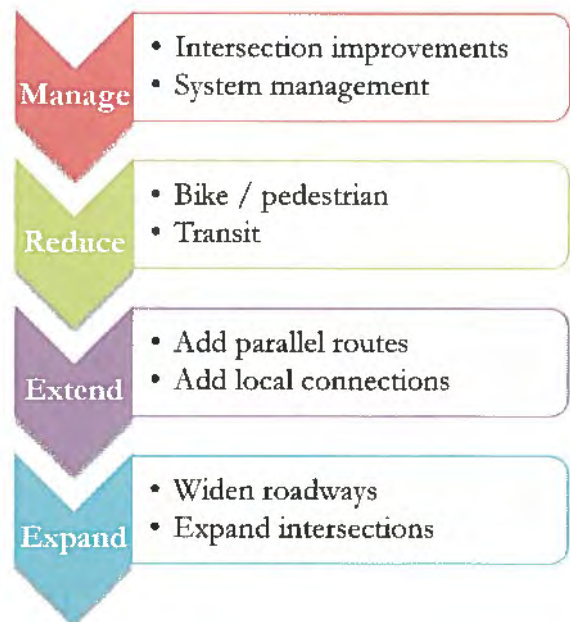 Manage
• Intersection improvements
• System management
Reduce
• Bike / pedestrian
• Transit
Extend
• Add parallel routes
• Add local connections
Expand
• Widen roadways
• Expand intersections